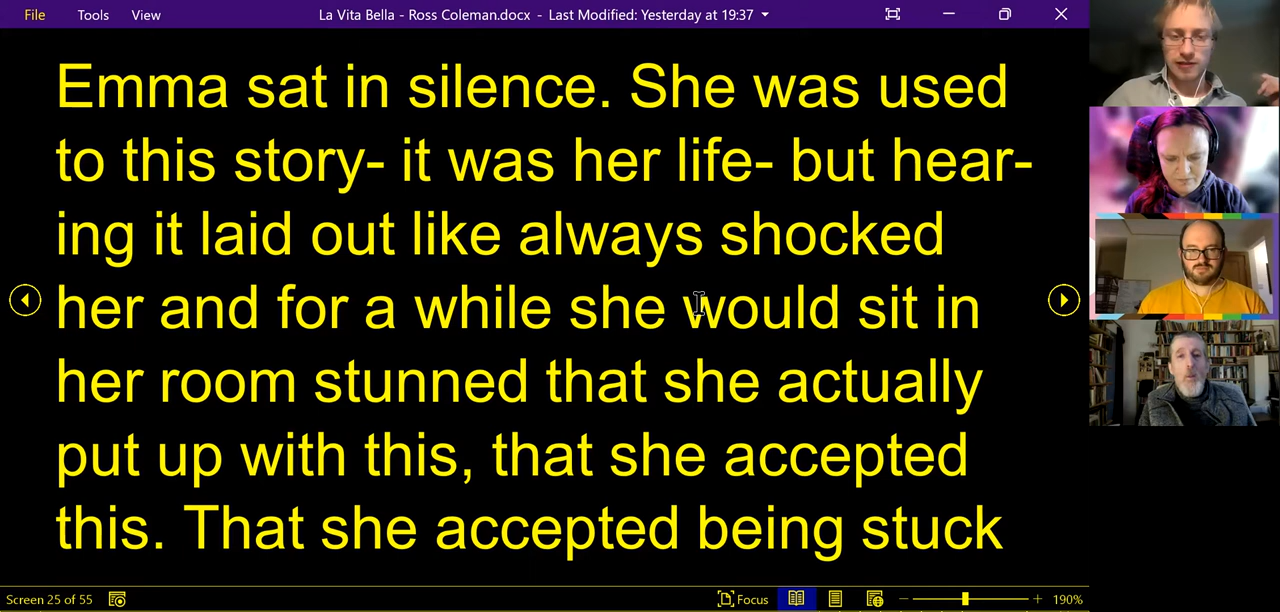 File Tools View La Vita Bella - Ross Coleman.docx - Last Modified: Yesterday at 19:37
Emma sat in silence. She was used
to this story- it was her life- but hear-
ing it laid out like always shocked
her and for a while she would sit in
her room stunned that she actually
put up with this, that she accepted
this. That she accepted being stuck
Screen 25 of 55 Focus 190%